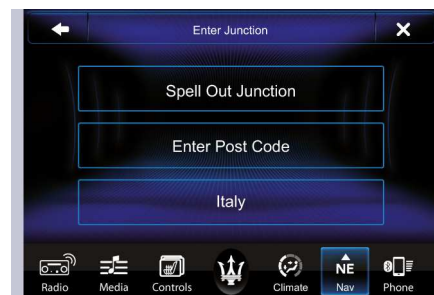 Enter Junction
Spell Out Junction
Enter Post Code
Italy
NE
Radio Media Controls Climate Nav Phone